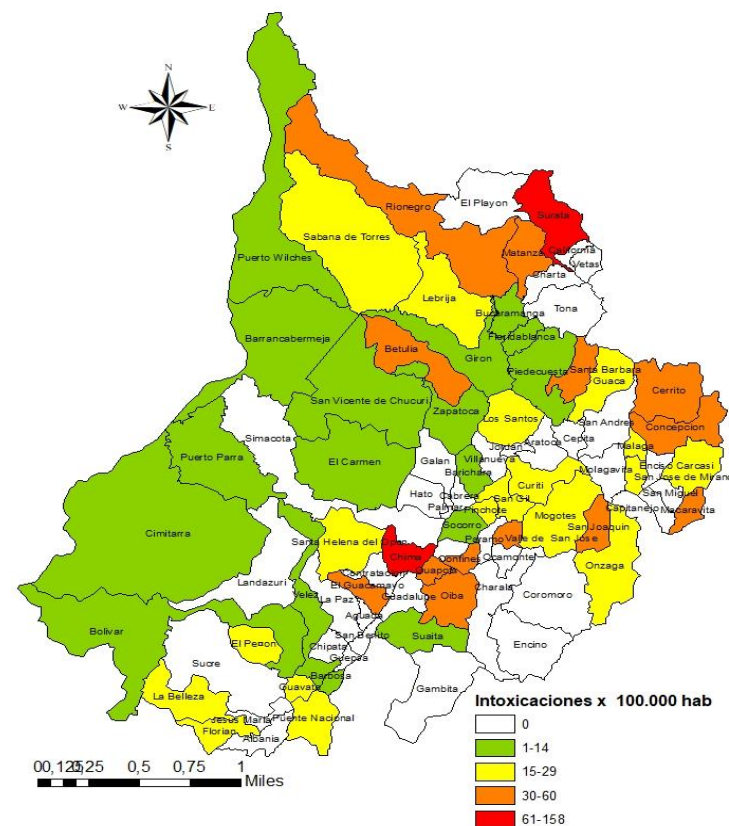 N
W E
S
El Playon
Surata
Rionegro
California
Matanza
Vetas
Charta
Sabana de Torres
Puerto Wilches
Lebrija
Tona
Bucaramanga
Floridablanca
Barrancabermeja
Betulia
Giron
Piedecuesta
Santa Barbara
Guaca
Cerrito
San Vicente de Chucuri
Zapatoca
Los Santos
San Andres
Concepcion
Simacota
Jordan
Aratoca
Cepita
Malaga
Puerto Parra
El Carmen
Galan
Villanueva
Barichara
Molagavita
Enciso
Carcasi
San Jose de Miran
Hato
Cabrera
Palmar
Curiti
San Gil
Pinchote
San Miguel
Capitanejo
Macaravita
Cimitarra
Socorro
Mogotes
San Joaquin
Santa Helena del Opon
Chima
Paramo
Valle de San Jose
Confines
Ocamonte
Onzaga
Contratacion
Guapota
Landazuri
El Guacamayo
Velez
La Paz
Guadalupe
Oiba
Charala
Coromoro
Aguada
Bolivar
El Peñon
Chipata
San Benito
Suaita
Encino
Sucre
Guepsa
Barbosa
Guavata
Gambita
La Belleza
Jesus Maria
Puente Nacional
Florian
Albania
Intoxicaciones x 100.000 hab
0
1-14
15-29
30-60
61-158
00,125 0,25 0,5 0,75 1
Miles